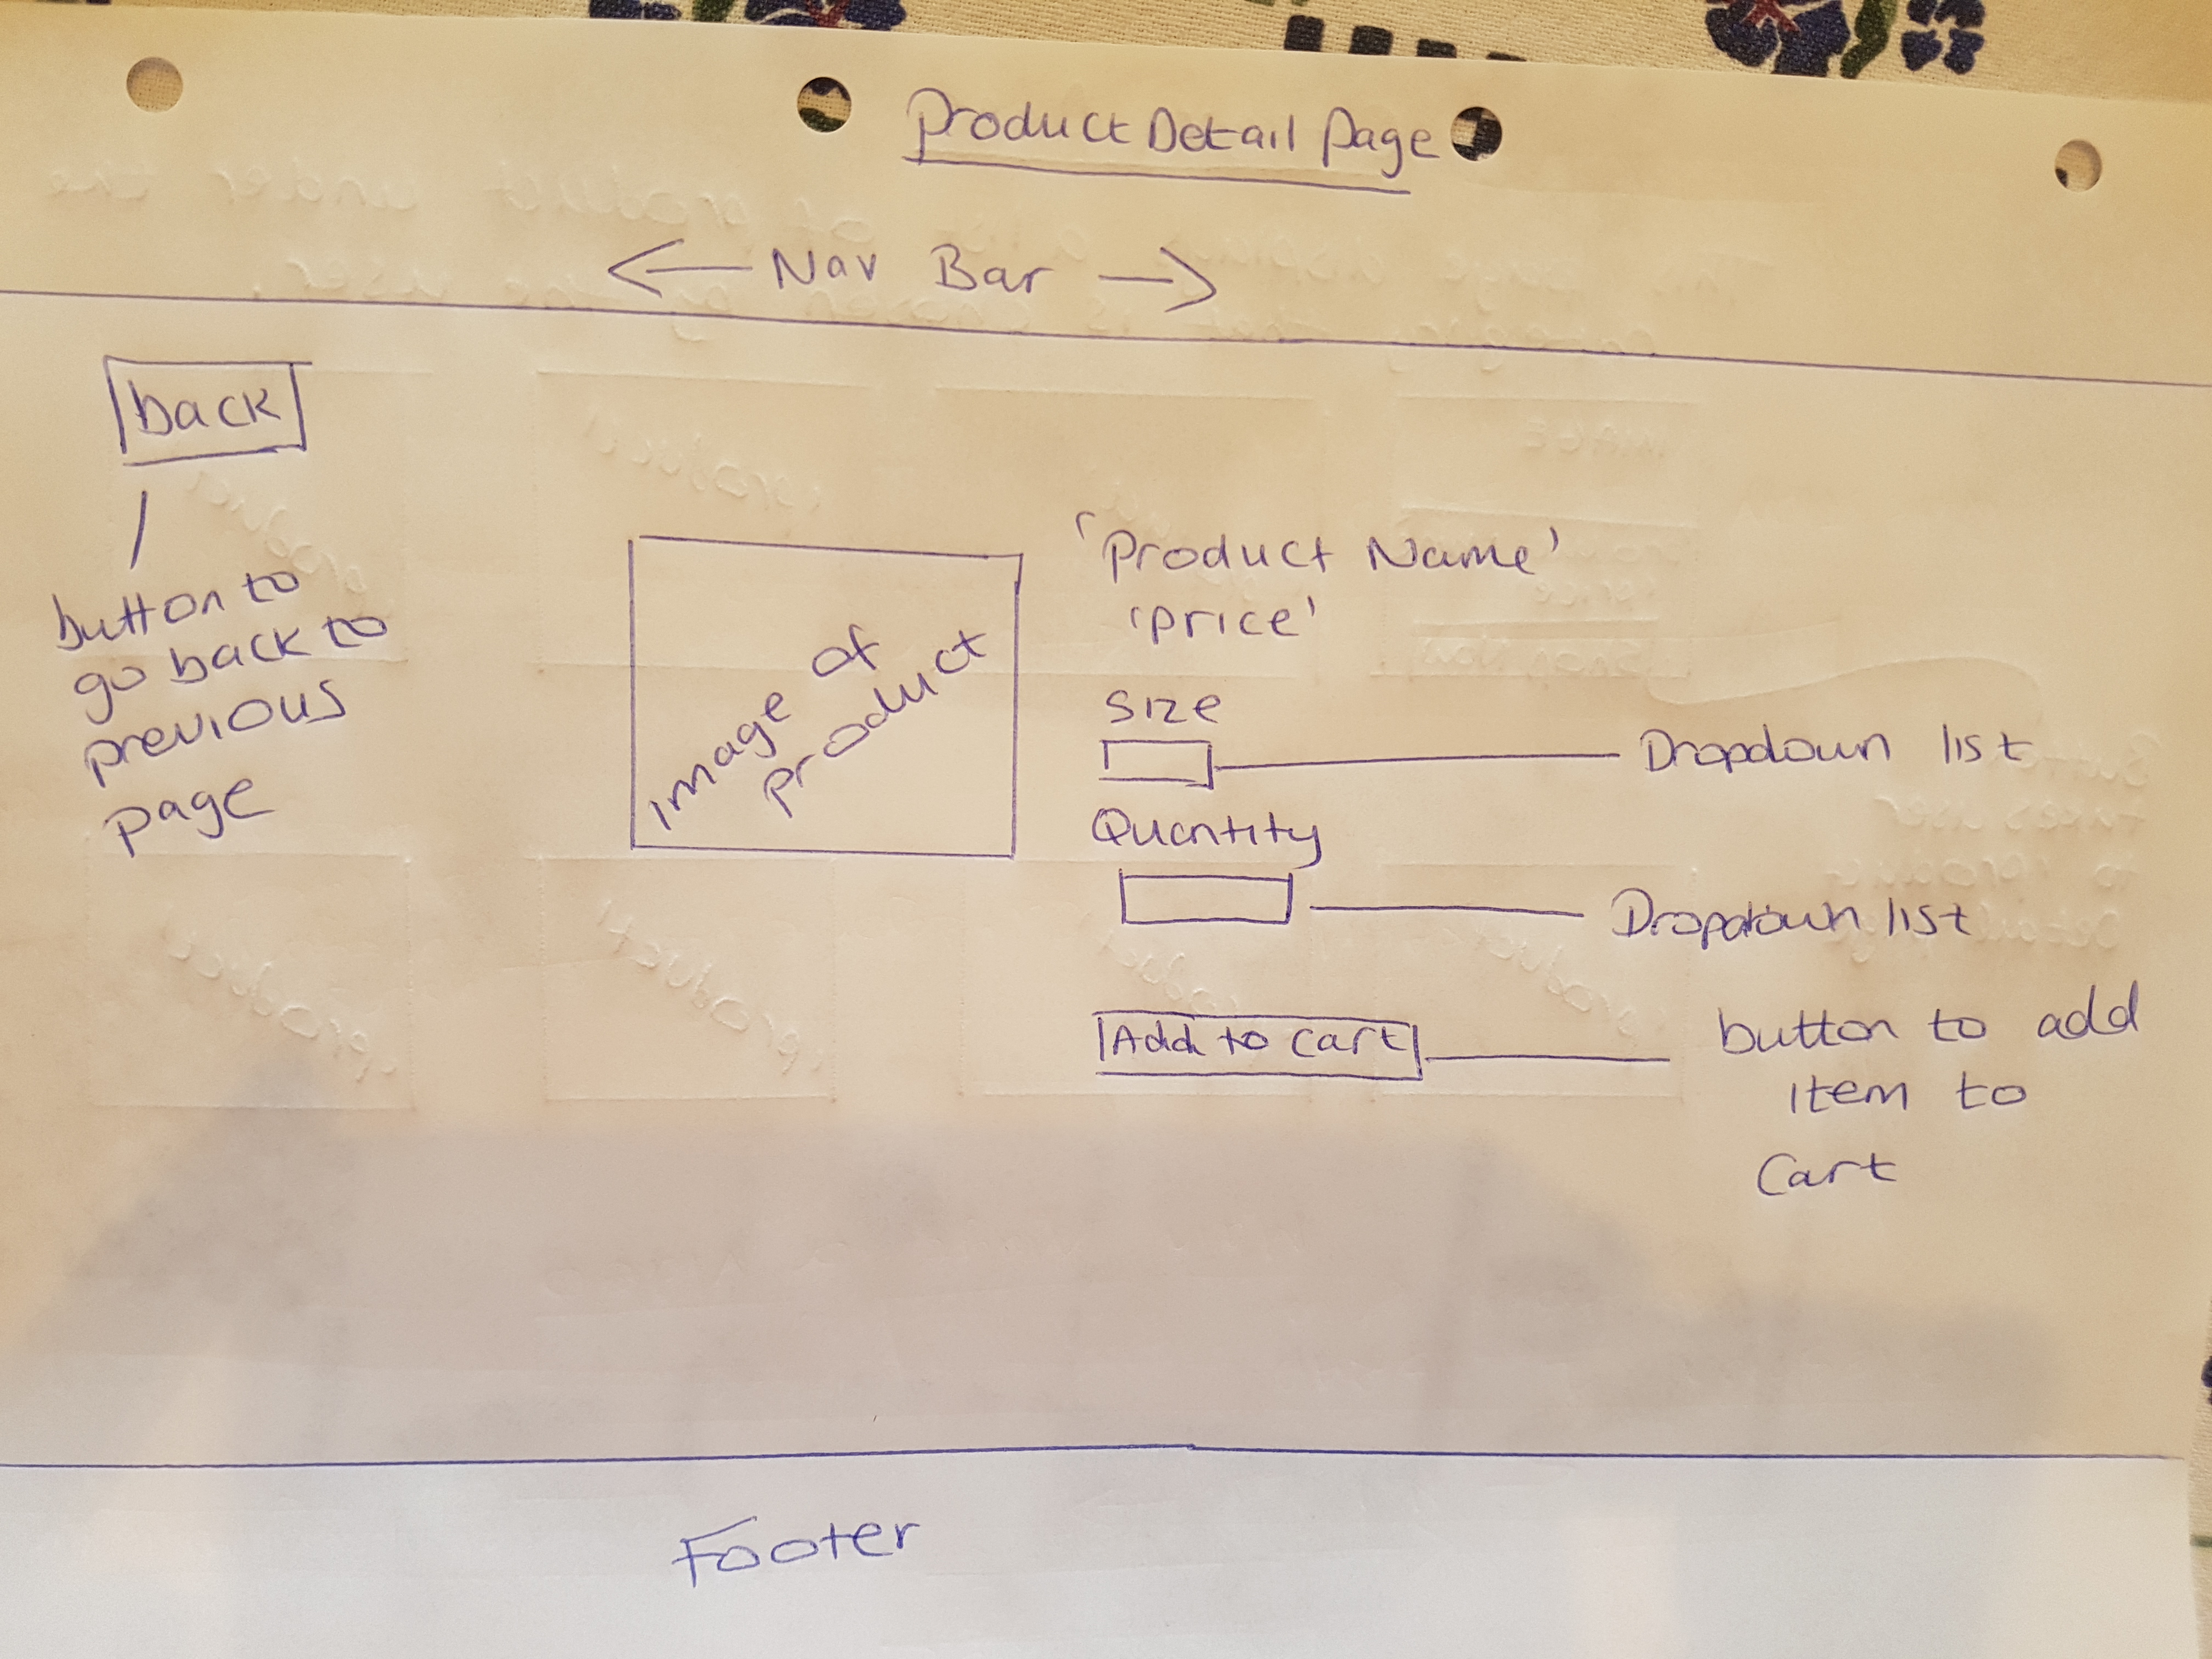 Product Detail Page
<— Nav Bar —>
back
button to
go back to
previous
page
image of
product
'Product Name'
'price'
Size
Dropdown list
Quantity
Dropdown list
Add to cart
button to add
item to
Cart
Footer